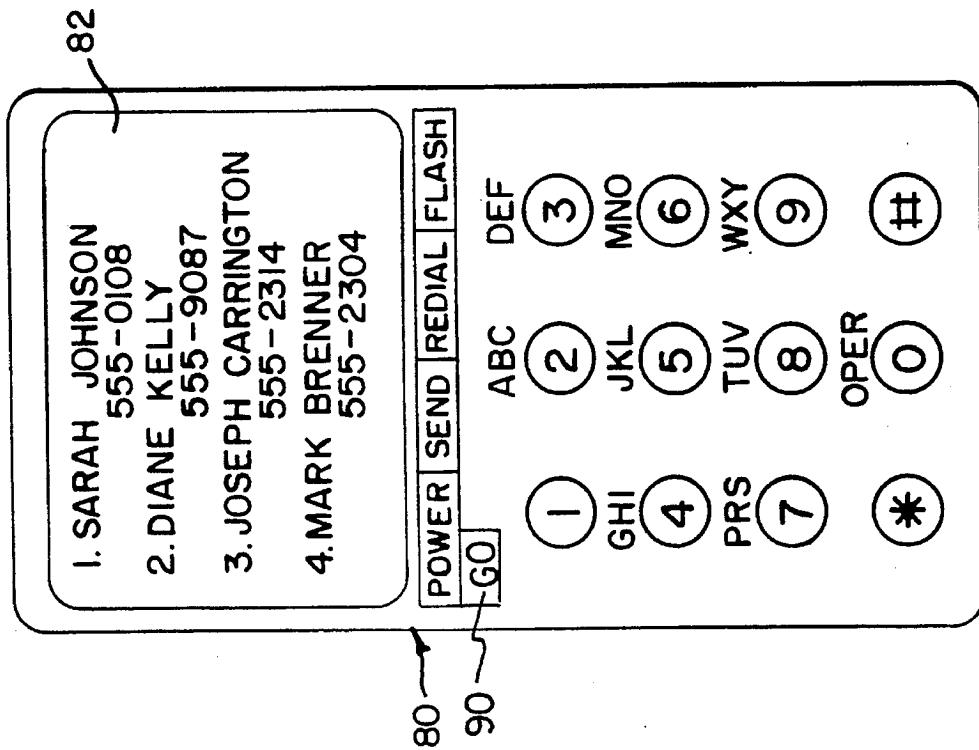 82
1. SARAH JOHNSON
555-0108
2. DIANE KELLY
555-9087
3. JOSEPH CARRINGTON
555-2314
4. MARK BRENNER
555-2304
80
POWER SEND REDIAL FLASH
90
GO
ABC DEF
1 2 3
GHI JKL MNO
4 5 6
PRS TUV WXY
7 8 9
OPER
* 0 #